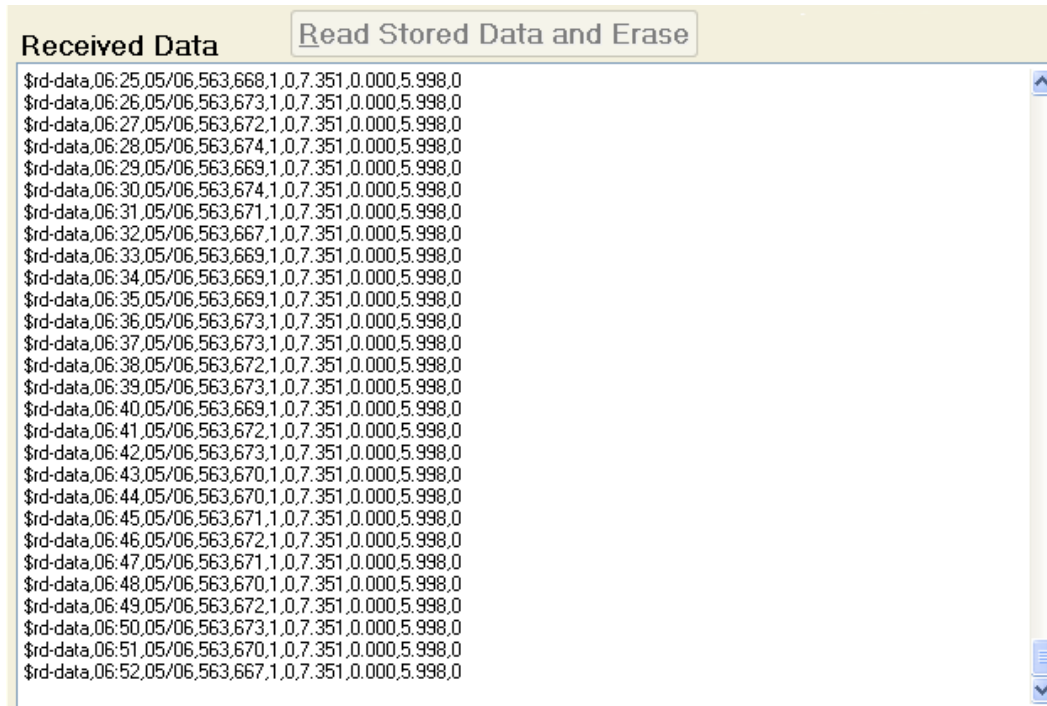 Read Stored Data and Erase
Received Data
$rd-data,06:25,05/06,563,668,1,0,7.351,0.000,5.998,0
$rd-data,06:26,05/06,563,673,1,0,7.351,0.000,5.998,0
$rd-data,06:27,05/06,563,672,1,0,7.351,0.000,5.998,0
$rd-data,06:28,05/06,563,674,1,0,7.351,0.000,5.998,0
$rd-data,06:29,05/06,563,669,1,0,7.351,0.000,5.998,0
$rd-data,06:30,05/06,563,674,1,0,7.351,0.000,5.998,0
$rd-data,06:31,05/06,563,671,1,0,7.351,0.000,5.998,0
$rd-data,06:32,05/06,563,667,1,0,7.351,0.000,5.998,0
$rd-data,06:33,05/06,563,669,1,0,7.351,0.000,5.998,0
$rd-data,06:34,05/06,563,669,1,0,7.351,0.000,5.998,0
$rd-data,06:35,05/06,563,669,1,0,7.351,0.000,5.998,0
$rd-data,06:36,05/06,563,673,1,0,7.351,0.000,5.998,0
$rd-data,06:37,05/06,563,673,1,0,7.351,0.000,5.998,0
$rd-data,06:38,05/06,563,672,1,0,7.351,0.000,5.998,0
$rd-data,06:39,05/06,563,673,1,0,7.351,0.000,5.998,0
$rd-data,06:40,05/06,563,669,1,0,7.351,0.000,5.998,0
$rd-data,06:41,05/06,563,672,1,0,7.351,0.000,5.998,0
$rd-data,06:42,05/06,563,673,1,0,7.351,0.000,5.998,0
$rd-data,06:43,05/06,563,670,1,0,7.351,0.000,5.998,0
$rd-data,06:44,05/06,563,670,1,0,7.351,0.000,5.998,0
$rd-data,06:45,05/06,563,671,1,0,7.351,0.000,5.998,0
$rd-data,06:46,05/06,563,672,1,0,7.351,0.000,5.998,0
$rd-data,06:47,05/06,563,671,1,0,7.351,0.000,5.998,0
$rd-data,06:48,05/06,563,670,1,0,7.351,0.000,5.998,0
$rd-data,06:49,05/06,563,672,1,0,7.351,0.000,5.998,0
$rd-data,06:50,05/06,563,673,1,0,7.351,0.000,5.998,0
$rd-data,06:51,05/06,563,670,1,0,7.351,0.000,5.998,0
$rd-data,06:52,05/06,563,667,1,0,7.351,0.000,5.998,0